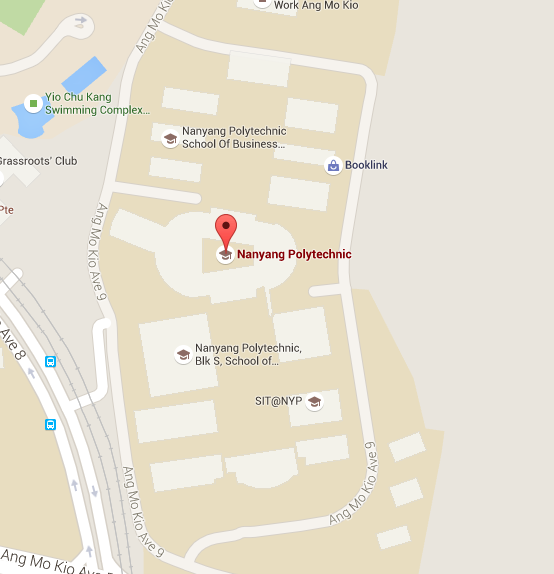 Work Ang Mo Kio
Ang Mo Kio
Yio Chu Kang
Swimming Complex...
Nanyang Polytechnic
School Of Business...
Grassroots' Club
Booklink
Pte
Ang Mo Kio Ave 9
Nanyang Polytechnic
Ave 8
Nanyang Polytechnic,
Blk S, School of...
SIT@NYP
Ang Mo Kio Ave 9
Ang Mo Kio Ave 9
Ang Mo Kio Ave